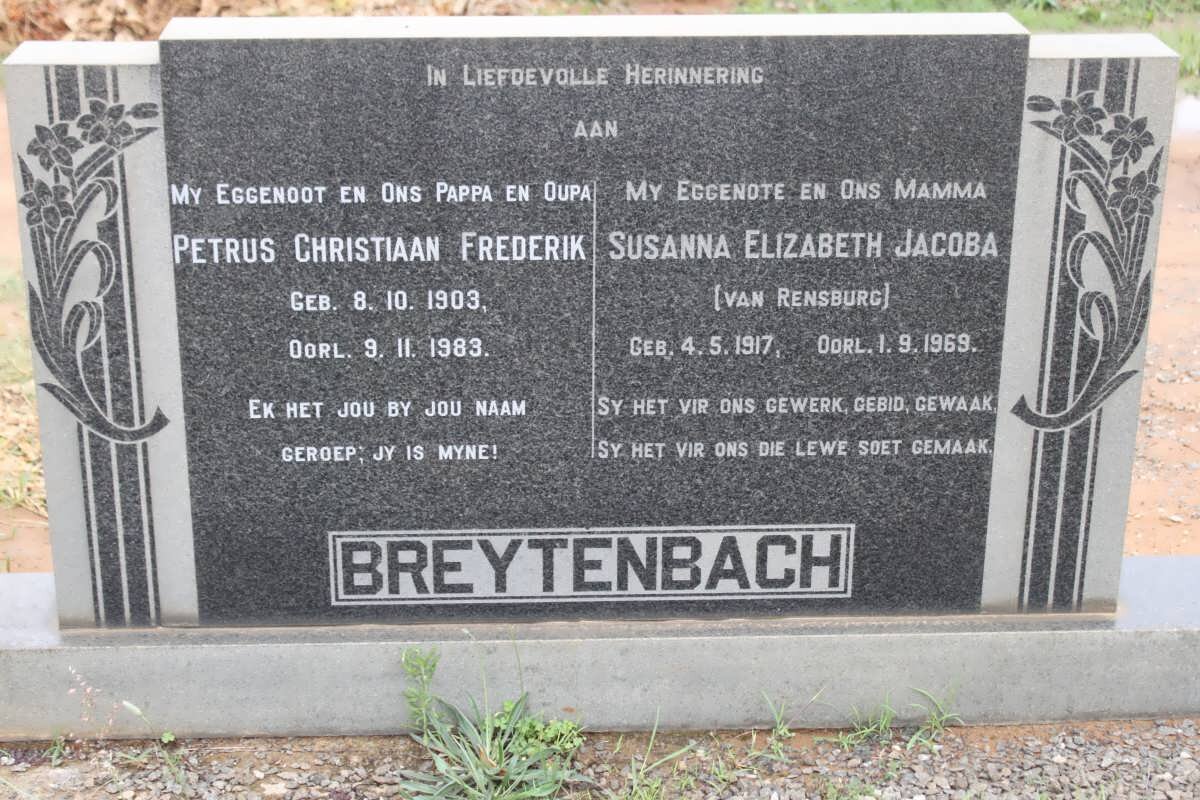 In Liefdevolle Herinnering
aan
My Eggenoot en Ons Pappa en Oupa
Petrus Christiaan Frederik
Geb. 8. 10. 1903,
Oorl. 9. 11. 1983.
Ek het jou by jou naam
geroep; jy is myne!
My Eggenote en Ons Mamma
Susanna Elizabeth Jacoba
(van Rensburg)
Geb. 4. 5. 1917, Oorl. 1. 9. 1969.
Sy het vir ons gewerk, gebid, gewaak,
Sy het vir ons die lewe soet gemaak.
BREYTENBACH